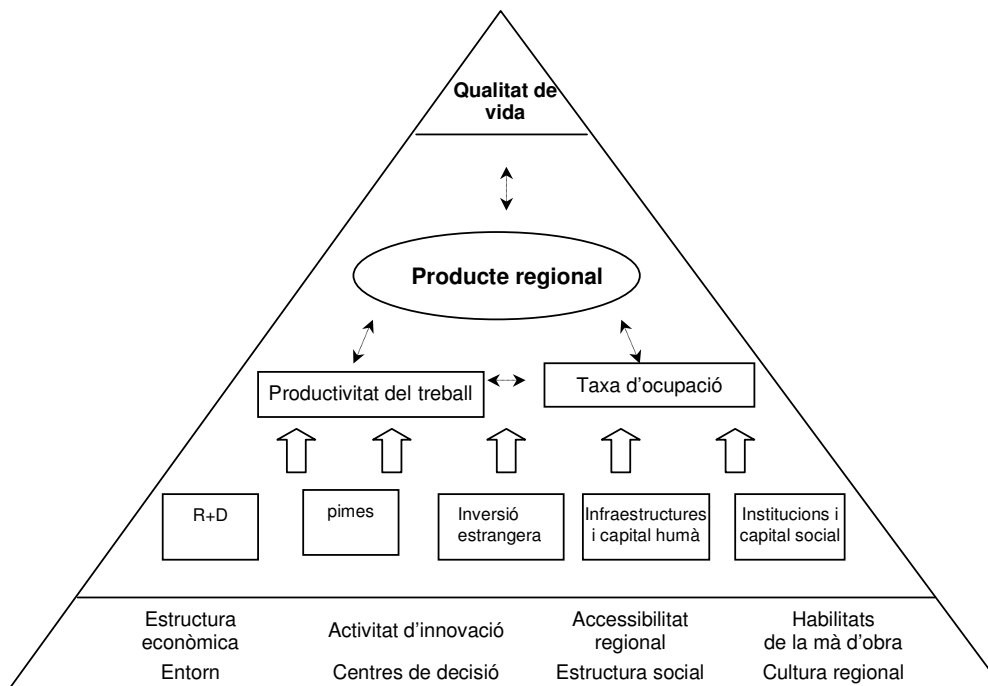 Qualitat de
vida
Producte regional
Productivitat del treball
Taxa d’ocupació
R+D
pimes
Inversió
estrangera
Infraestructures
i capital humà
Institucions i
capital social
Estructura
econòmica
Activitat d’innovació
Accessibilitat
regional
Habilitats
de la mà d’obra
Entorn
Centres de decisió
Estructura social
Cultura regional